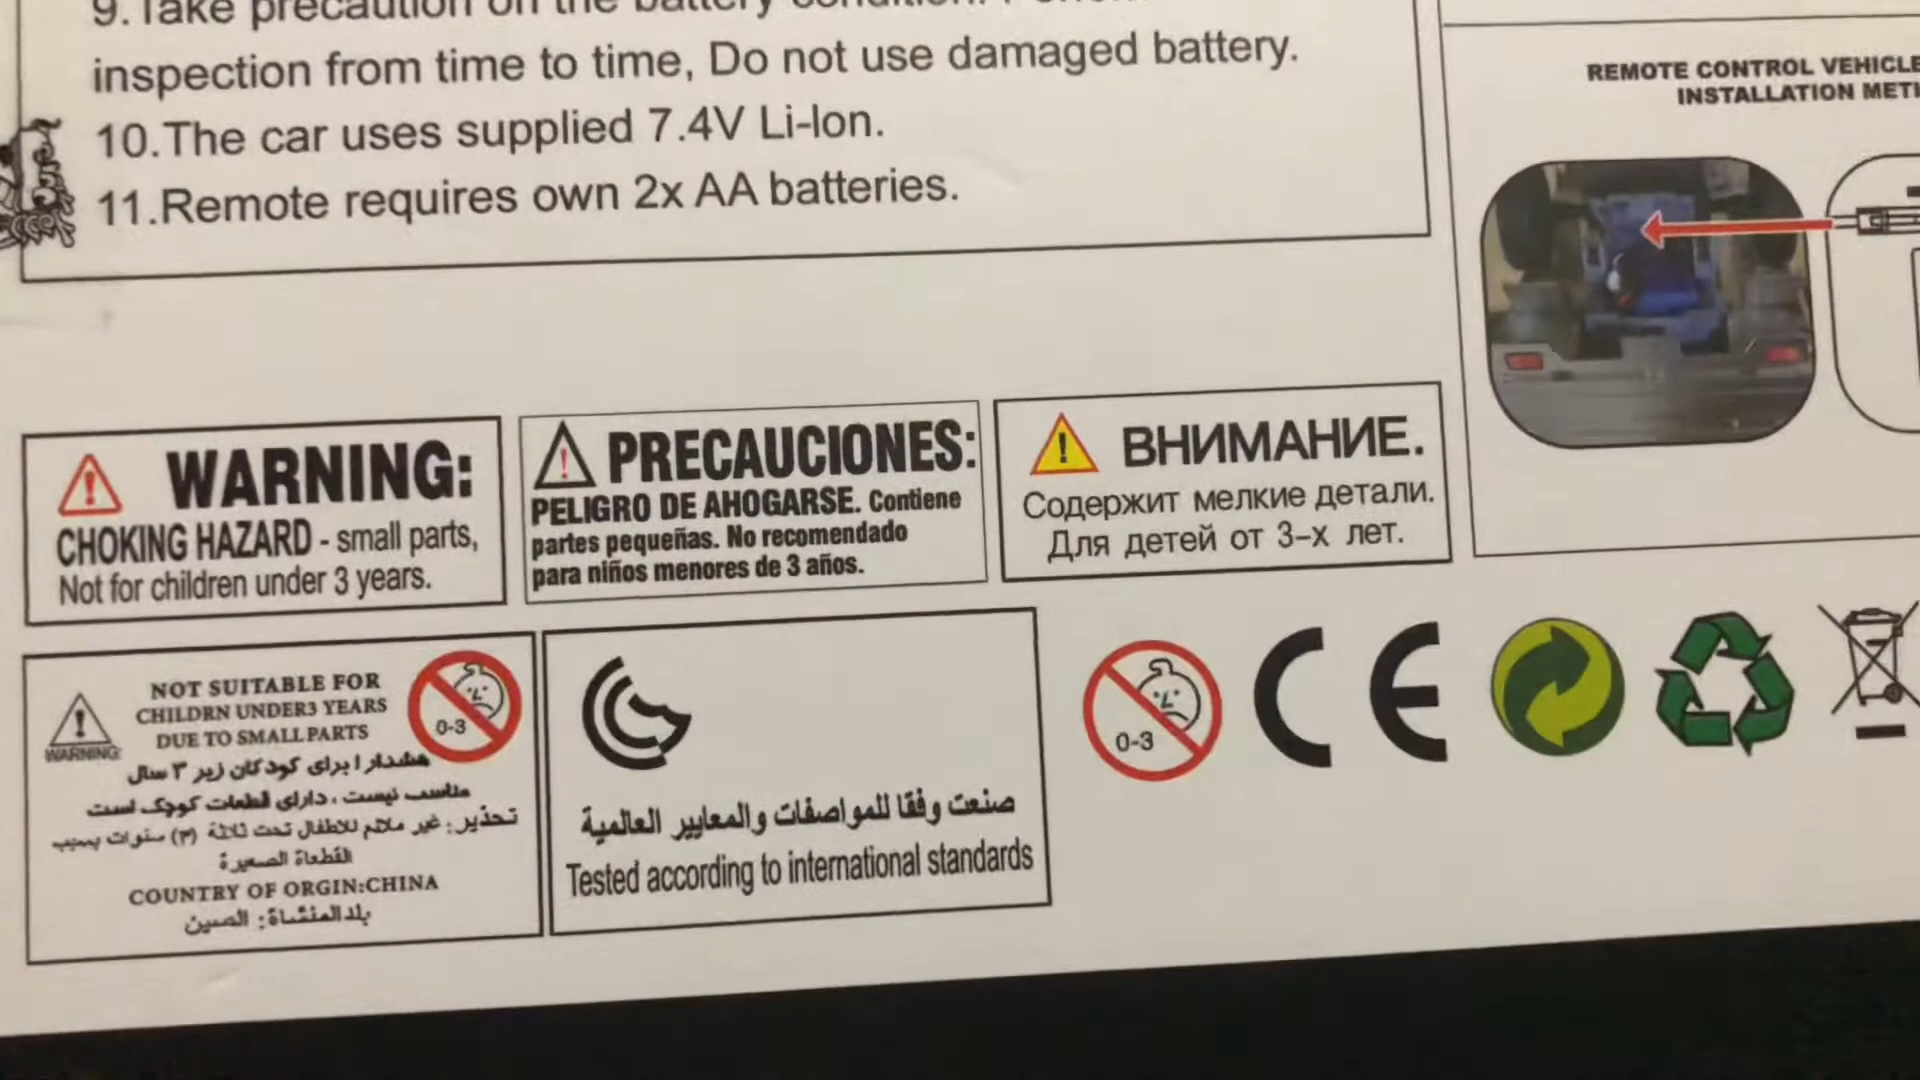 9.Take precaution on the battery condition.
inspection from time to time, Do not use damaged battery.
10.The car uses supplied 7.4V Li-Ion.
11.Remote requires own 2x AA batteries.
REMOTE CONTROL VEHICLE
INSTALLATION
WARNING:
CHOKING HAZARD - small parts,
Not for children under 3 years.
PRECAUCIONES:
PELIGRO DE AHOGARSE. Contiene
partes pequeñas. No recomendado
para niños menores de 3 años.
ВНИМАНИЕ.
Содержит мелкие детали.
Для детей от 3-х лет.
NOT SUITABLE FOR
CHILDRN UNDER3 YEARS
DUE TO SMALL PARTS
WARNING:
0-3
هشدار ! برای کودکان زیر ۳ سال
مناسب نیست ، دارای قطعات کوچک است
تحذير: غير ملائم للاطفال تحت ثلاثة (٣) سنوات بسبب
القطعاة الصغيرة
COUNTRY OF ORGIN:CHINA
بلد المنشاة: الصين
صنعت وفقا للمواصفات والمعايير العالمية
Tested according to international standards
0-3
CE